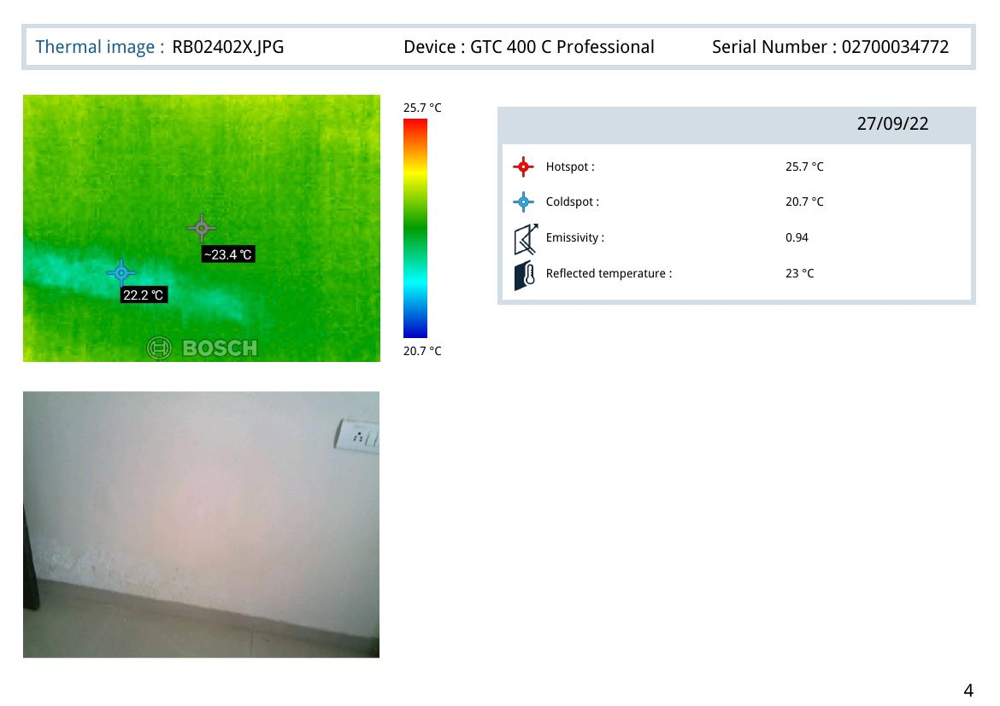 Thermal image : RB02402X.JPG Device : GTC 400 C Professional Serial Number : 02700034772
25.7 °C
27/09/22
Hotspot : 25.7 °C
Coldspot : 20.7 °C
~23.4 °C
Emissivity : 0.94
22.2 °C
Reflected temperature : 23 °C
BOSCH
20.7 °C
4